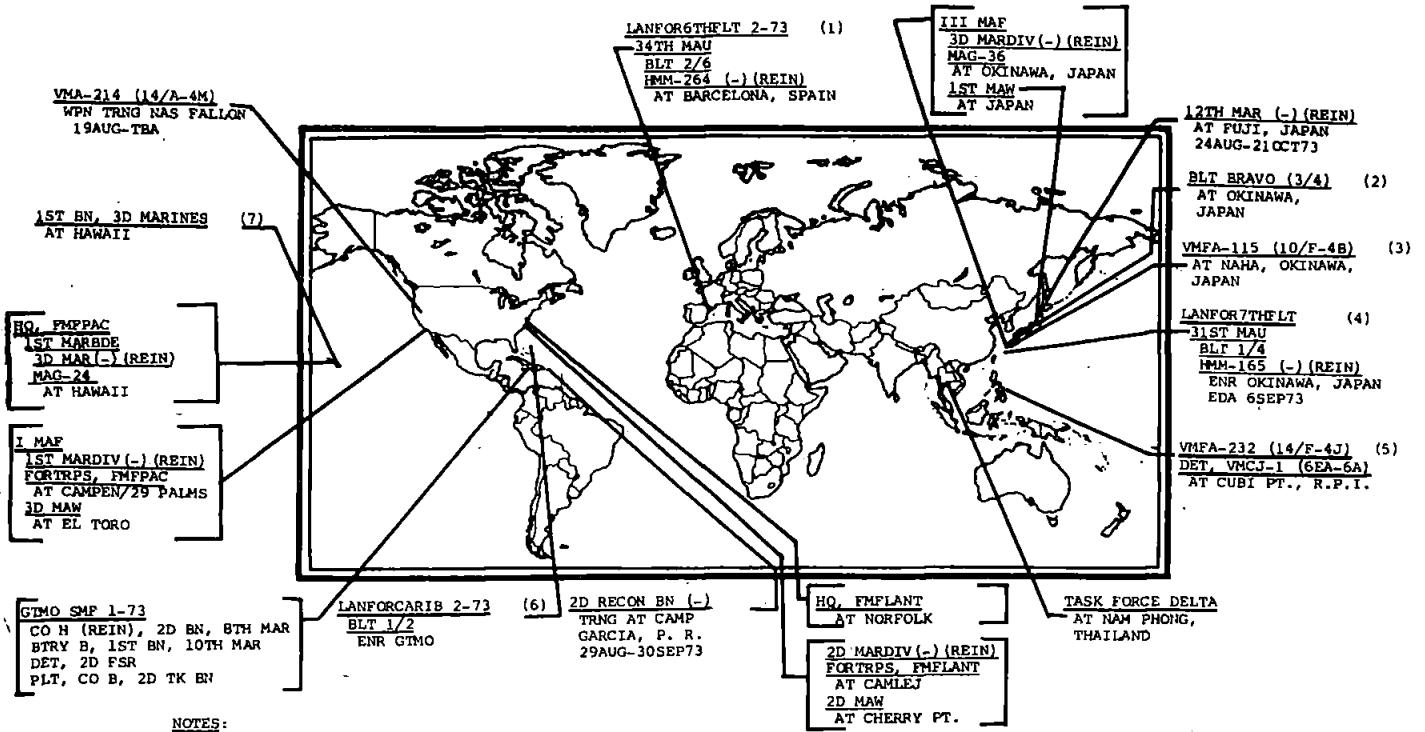 LANFOR6THFLT 2-73 (1)
34TH MAU
BLT 2/6
HMM-264 (-)(REIN)
AT BARCELONA, SPAIN
III MAF
3D MARDIV(-)(REIN)
MAG-36
AT OKINAWA, JAPAN
1ST MAW
AT JAPAN
VMA-214 (14/A-4M)
WPN TRNG NAS FALLON
19AUG-TBA
12TH MAR (-)(REIN)
AT FUJI, JAPAN
24AUG-21OCT73
BLT BRAVO (3/4) (2)
AT OKINAWA,
JAPAN
1ST BN, 3D MARINES (7)
AT HAWAII
VMFA-115 (10/F-4B) (3)
AT NAHA, OKINAWA,
JAPAN
HQ, FMFPAC
1ST MARBDE
3D MAR(-)(REIN)
MAG-24
AT HAWAII
LANFOR7THFLT (4)
31ST MAU
BLT 1/4
HMM-165 (-)(REIN)
ENR OKINAWA, JAPAN
EDA 6SEP73
I MAF
1ST MARDIV(-)(REIN)
FORTRPS, FMFPAC
AT CAMPEN/29 PALMS
3D MAW
AT EL TORO
VMFA-232 (14/F-4J) (5)
DET, VMCJ-1 (6EA-6A)
AT CUBI PT., R.P.I.
GTMO SMF 1-73
CO H (REIN), 2D BN, 8TH MAR
BTRY B, 1ST BN, 10TH MAR
DET, 2D FSR
PLT, CO B, 2D TK BN
LANFORCARIB 2-73 (6)
BLT 1/2
ENR GTMO
2D RECON BN (-)
TRNG AT CAMP
GARCIA, P. R.
29AUG-30SEP73
HQ, FMFLANT
AT NORFOLK
2D MARDIV(-)(REIN)
FORTRPS, FMFLANT
AT CAMLEJ
2D MAW
AT CHERRY PT.
TASK FORCE DELTA
AT NAM PHONG,
THAILAND
NOTES: